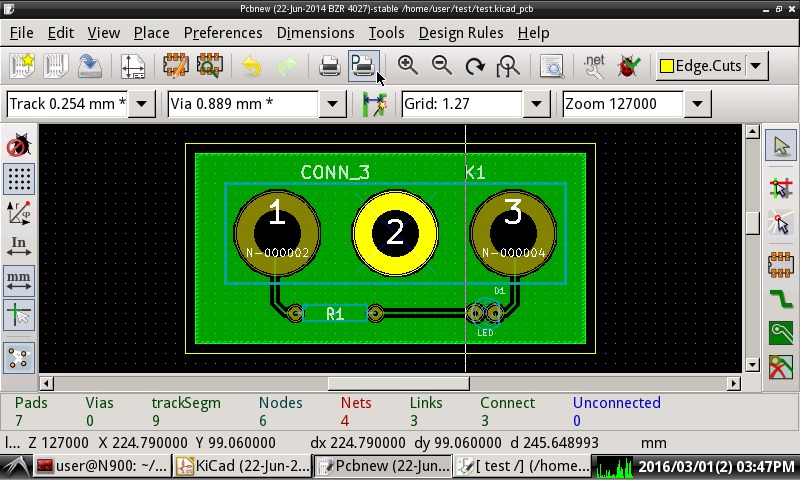 Pcbnew (22-Jun-2014 BZR 4027)-stable /home/user/test/test.kicad_pcb
File Edit View Place Preferences Dimensions Tools Design Rules Help
P .net Edge.Cuts
Track 0.254 mm * Via 0.889 mm * Grid: 1.27 Zoom 127000
In
mm
CONN_3 K1
1 2 3
N-000002 N-000004
D1
R1
LED
Pads Vias trackSegm Nodes Nets Links Connect Unconnected
7 0 9 6 4 3 3 0
l... Z 127000 X 224.790000 Y 99.060000 dx 224.790000 dy 99.060000 d 245.648993 mm
user@N900: ~/... KiCad (22-Jun-2... Pcbnew (22-Jun... [ test /] (/home... 2016/03/01(2) 03:47PM